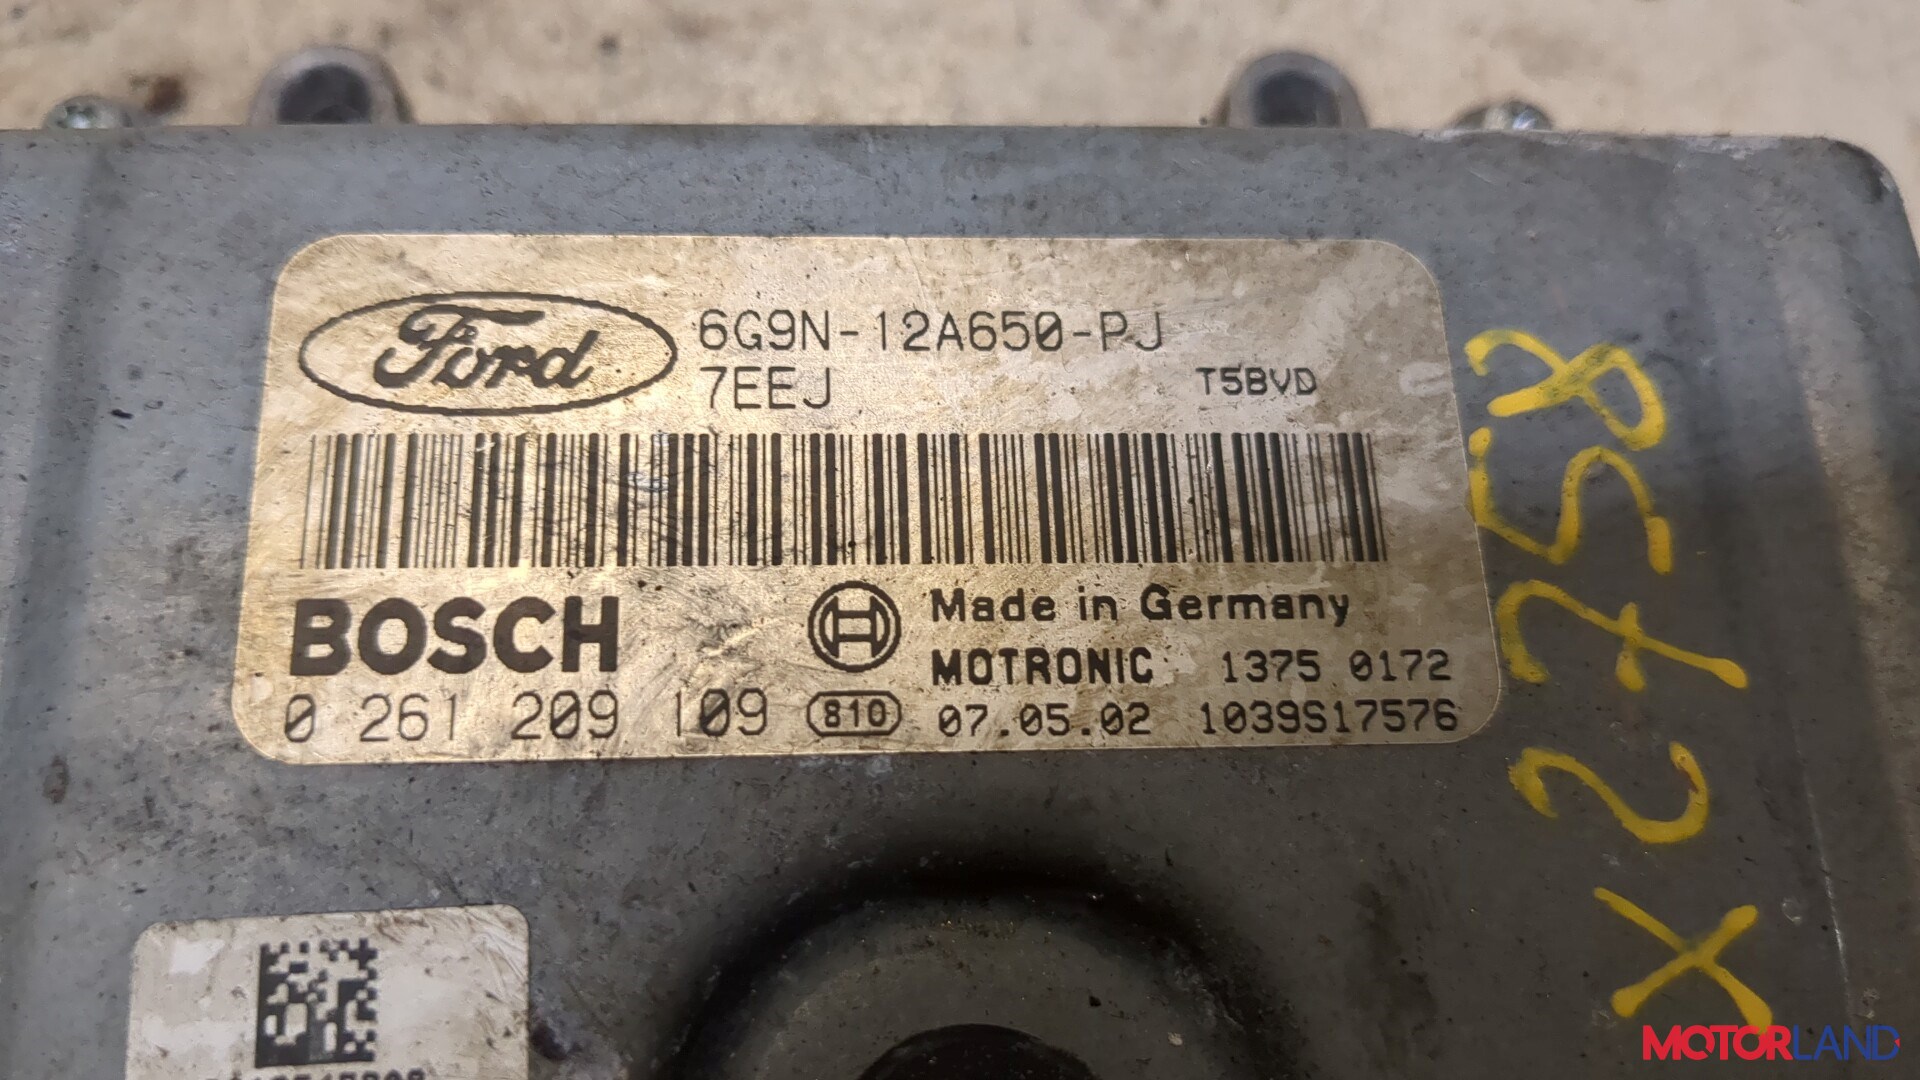 Ford
6G9N-12A650-PJ
7EEJ T5BVD
BOSCH
Made in Germany
MOTRONIC 1375 0172
0 261 209 109 810 07.05.02 1039S17576
MOTORLAND